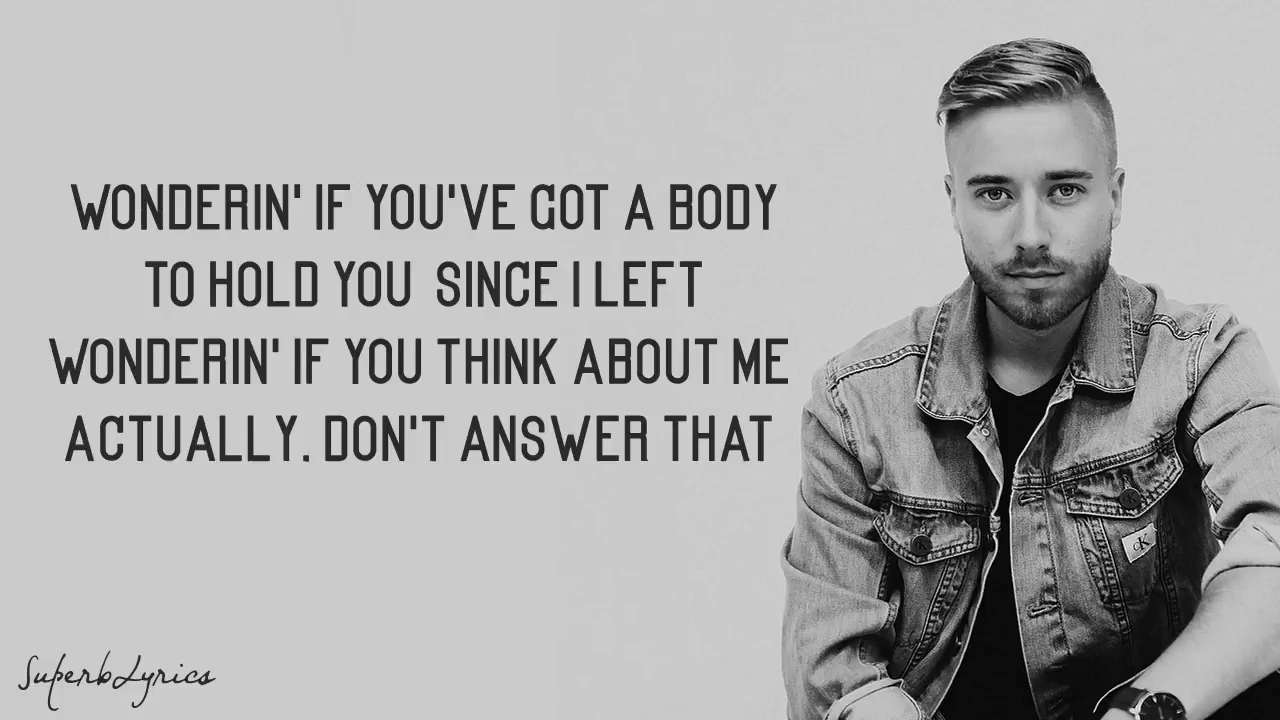 WONDERIN' IF YOU'VE GOT A BODY
TO HOLD YOU SINCE I LEFT
WONDERIN' IF YOU THINK ABOUT ME
ACTUALLY, DON'T ANSWER THAT
CK
SuperbLyrics